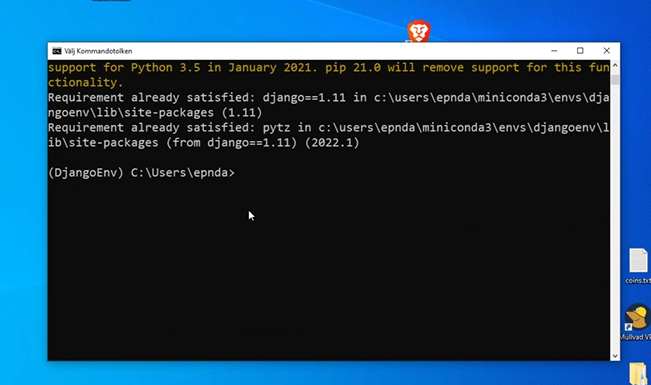 Välj Kommandotolken
support for Python 3.5 in January 2021. pip 21.0 will remove support for this fun
ctionality.
Requirement already satisfied: django==1.11 in c:\users\epnda\miniconda3\envs\dja
ngoenv\lib\site-packages (1.11)
Requirement already satisfied: pytz in c:\users\epnda\miniconda3\envs\djangoenv\l
ib\site-packages (from django==1.11) (2022.1)
(DjangoEnv) C:\Users\epnda>
coins.txt
Mullvad